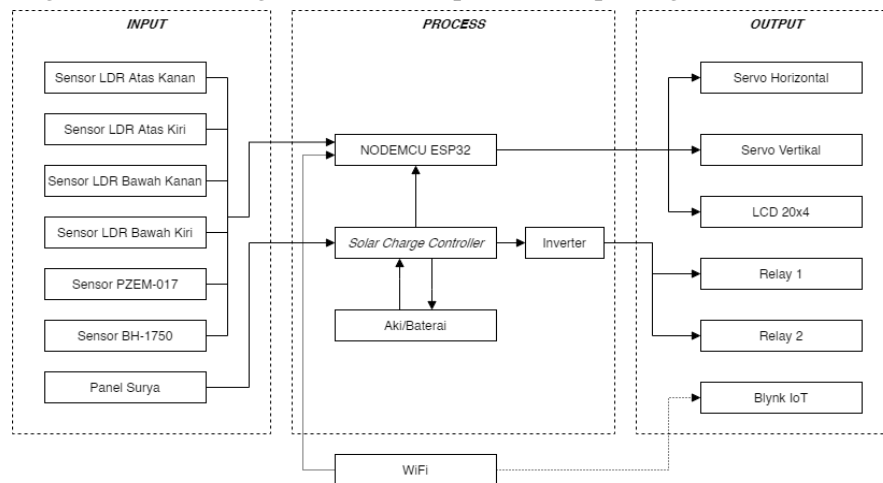 INPUT
Sensor LDR Atas Kanan
Sensor LDR Atas Kiri
Sensor LDR Bawah Kanan
Sensor LDR Bawah Kiri
Sensor PZEM-017
Sensor BH-1750
Panel Surya
PROCESS
NODEMCU ESP32
Solar Charge Controller
Inverter
Aki/Baterai
WiFi
OUTPUT
Servo Horizontal
Servo Vertikal
LCD 20x4
Relay 1
Relay 2
Blynk IoT